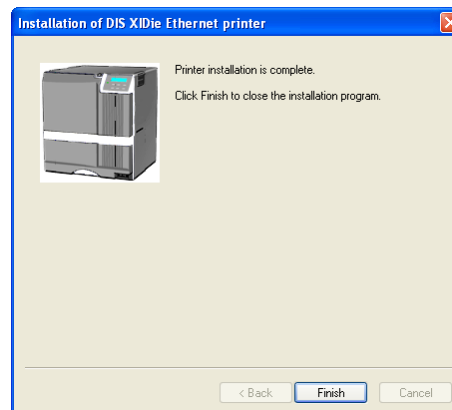 Installation of DIS XIDie Ethernet printer
Printer installation is complete.
Click Finish to close the installation program.
< Back
Finish
Cancel